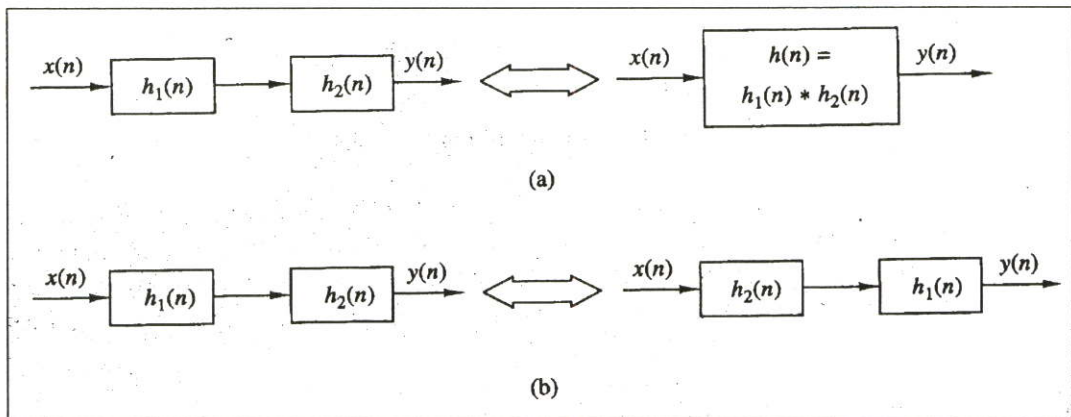 x(n) h₁(n) h₂(n) y(n) x(n) h(n) = y(n)
h₁(n) * h₂(n)
(a)
x(n) h₁(n) h₂(n) y(n) x(n) h₂(n) h₁(n) y(n)
(b)